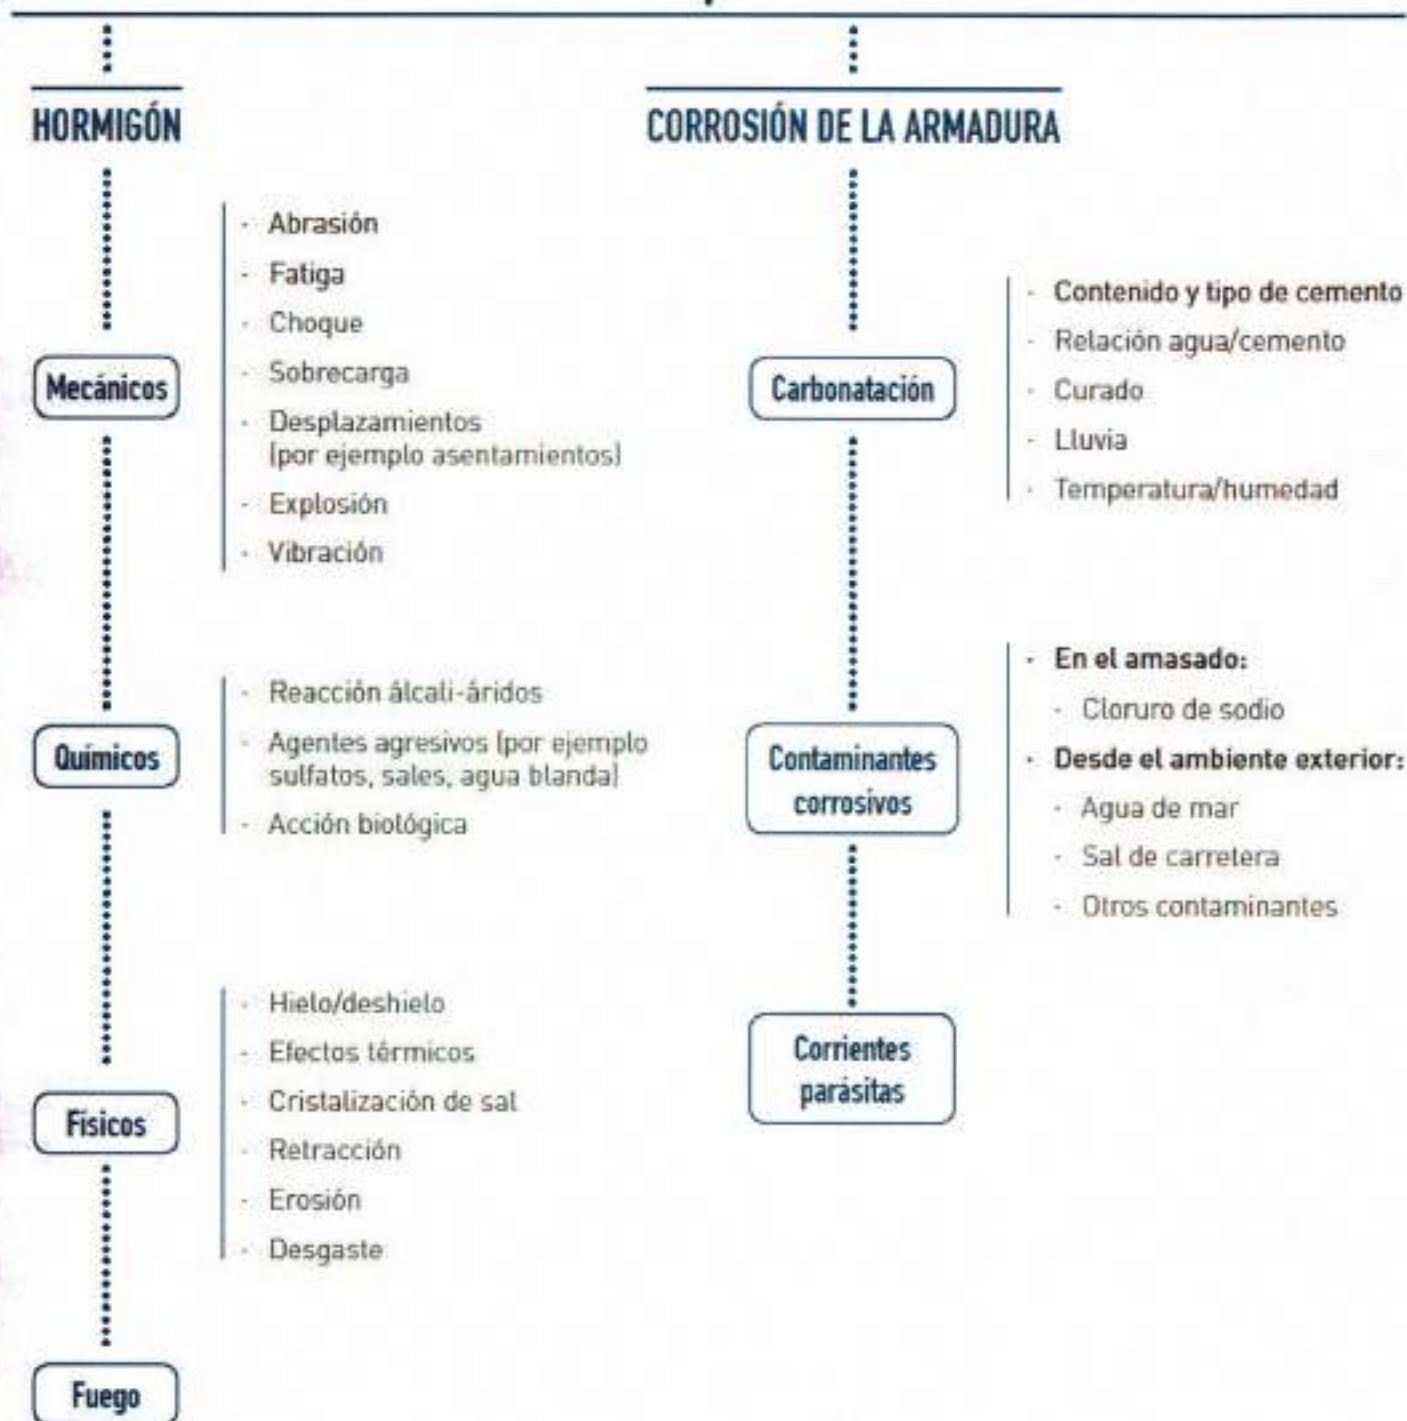 HORMIGÓN
Mecánicos
· Abrasión
· Fatiga
· Choque
· Sobrecarga
· Desplazamientos
(por ejemplo asentamientos)
· Explosión
· Vibración
Químicos
· Reacción álcali-áridos
· Agentes agresivos (por ejemplo
sulfatos, sales, agua blanda)
· Acción biológica
Físicos
· Hielo/deshielo
· Efectos térmicos
· Cristalización de sal
· Retracción
· Erosión
· Desgaste
Fuego
CORROSIÓN DE LA ARMADURA
Carbonatación
· Contenido y tipo de cemento
· Relación agua/cemento
· Curado
· Lluvia
· Temperatura/humedad
Contaminantes
corrosivos
· En el amasado:
· Cloruro de sodio
· Desde el ambiente exterior:
· Agua de mar
· Sal de carretera
· Otros contaminantes
Corrientes
parásitas